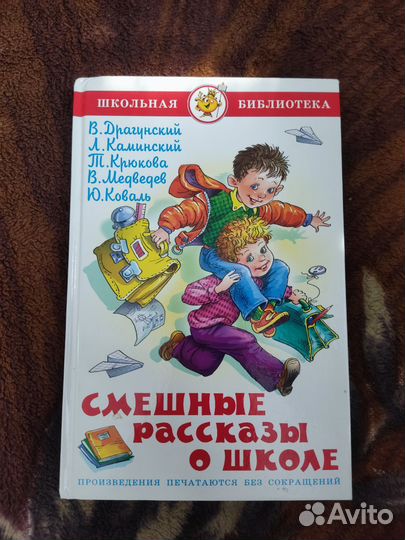 ШКОЛЬНАЯ БИБЛИОТЕКА
В. Драгунский
Л. Каминский
Т. Крюкова
В. Медведев
Ю. Коваль
СМЕШНЫЕ
РАССКАЗЫ
О ШКОЛЕ
ПРОИЗВЕДЕНИЯ ПЕЧАТАЮТСЯ БЕЗ СОКРАЩЕНИЙ
Avito